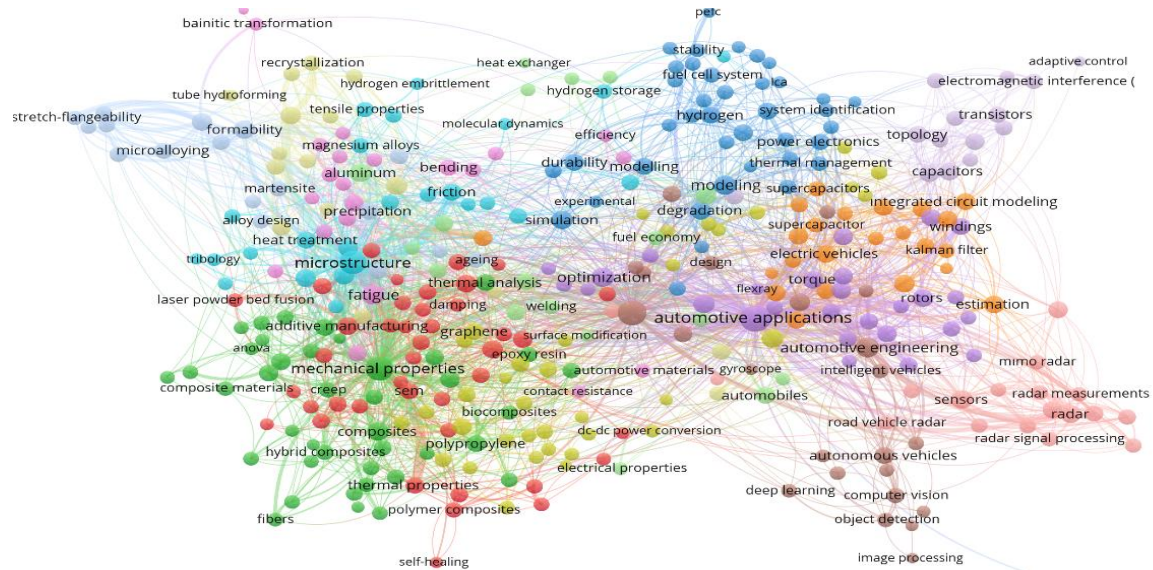 pefc
bainitic transformation
stability
recrystallization
heat exchanger
adaptive control
fuel cell system
lca
hydrogen embrittlement
electromagnetic interference (
hydrogen storage
tube hydroforming
tensile properties
system identification
stretch-flangeability
hydrogen
transistors
molecular dynamics
formability
efficiency
topology
power electronics
magnesium alloys
microalloying
durability
modelling
thermal management
bending
aluminum
capacitors
martensite
friction
modeling
supercapacitors
experimental
integrated circuit modeling
precipitation
degradation
alloy design
simulation
supercapacitor
windings
heat treatment
fuel economy
electric vehicles
kalman filter
tribology
microstructure
ageing
design
optimization
torque
thermal analysis
flexray
laser powder bed fusion
fatigue
damping
welding
rotors
estimation
automotive applications
additive manufacturing
graphene
surface modification
anova
automotive engineering
epoxy resin
mimo radar
mechanical properties
automotive materials
gyroscope
intelligent vehicles
composite materials
creep
sem
contact resistance
automobiles
sensors
radar measurements
biocomposites
radar
road vehicle radar
composites
dc-dc power conversion
radar signal processing
polypropylene
hybrid composites
autonomous vehicles
electrical properties
thermal properties
deep learning
computer vision
polymer composites
fibers
object detection
self-healing
image processing